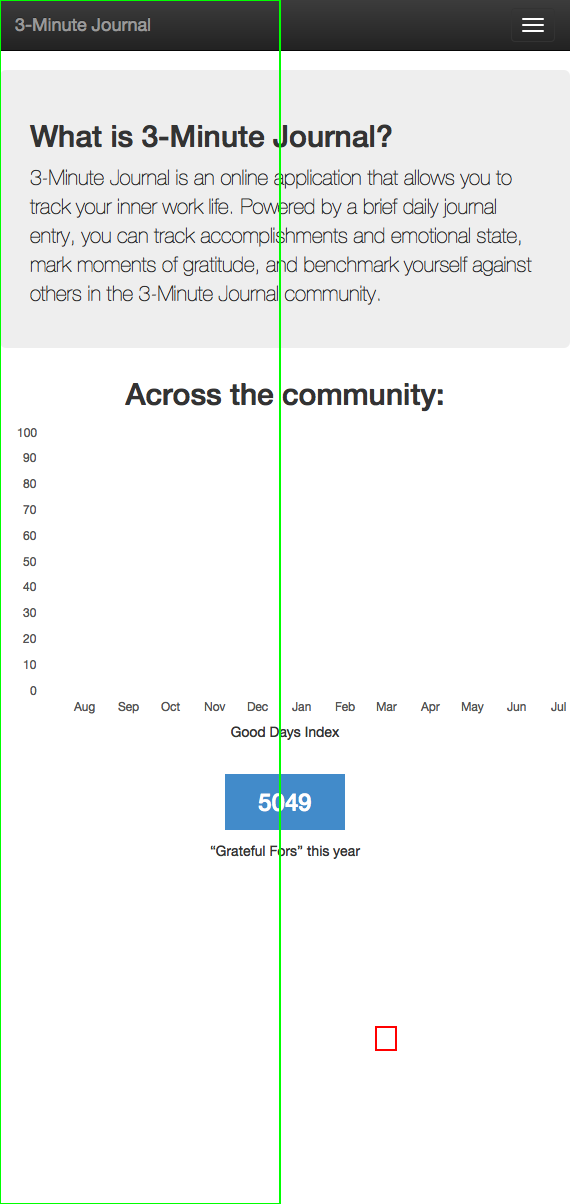 3-Minute Journal
What is 3-Minute Journal?
3-Minute Journal is an online application that allows you to
track your inner work life. Powered by a brief daily journal
entry, you can track accomplishments and emotional state,
mark moments of gratitude, and benchmark yourself against
others in the 3-Minute Journal community.
Across the community:
100
90
80
70
60
50
40
30
20
10
0
Aug Sep Oct Nov Dec Jan Feb Mar Apr May Jun Jul
Good Days Index
5049
“Grateful Fors” this year